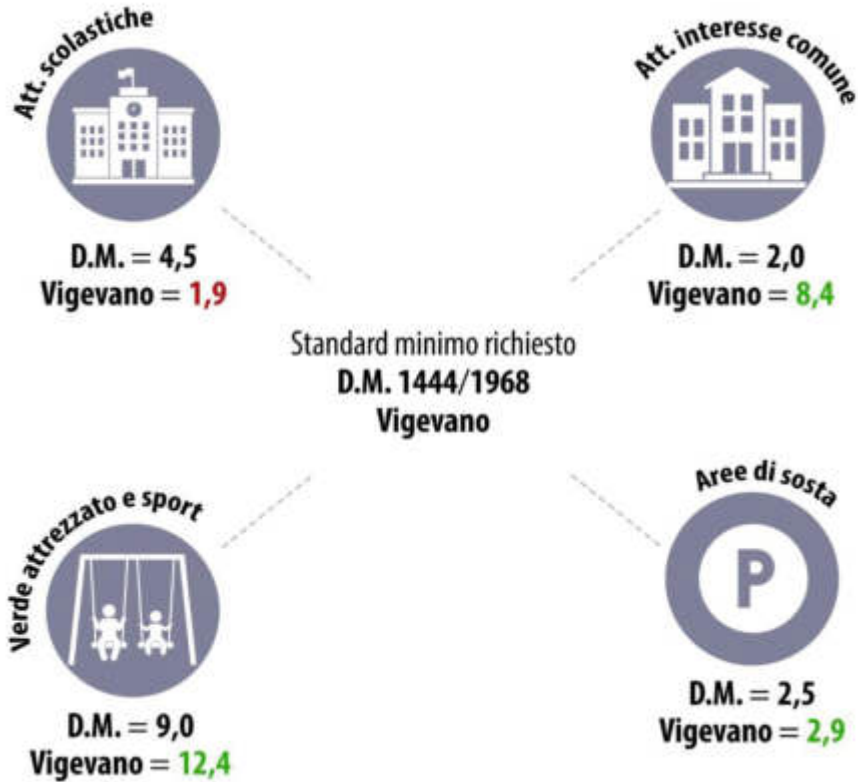 Att. scolastiche
D.M. = 4,5
Vigevano = 1,9
Att. interesse comune
D.M. = 2,0
Vigevano = 8,4
Standard minimo richiesto
D.M. 1444/1968
Vigevano
Verde attrezzato e sport
D.M. = 9,0
Vigevano = 12,4
Aree di sosta
P
D.M. = 2,5
Vigevano = 2,9